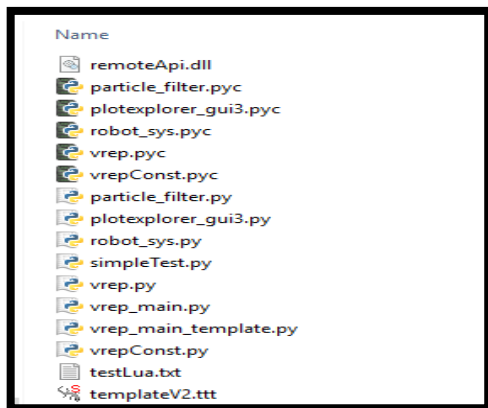 Name
remoteApi.dll
particle_filter.pyc
plotexplorer_gui3.pyc
robot_sys.pyc
vrep.pyc
vrepConst.pyc
particle_filter.py
plotexplorer_gui3.py
robot_sys.py
simpleTest.py
vrep.py
vrep_main.py
vrep_main_template.py
vrepConst.py
testLua.txt
templateV2.ttt